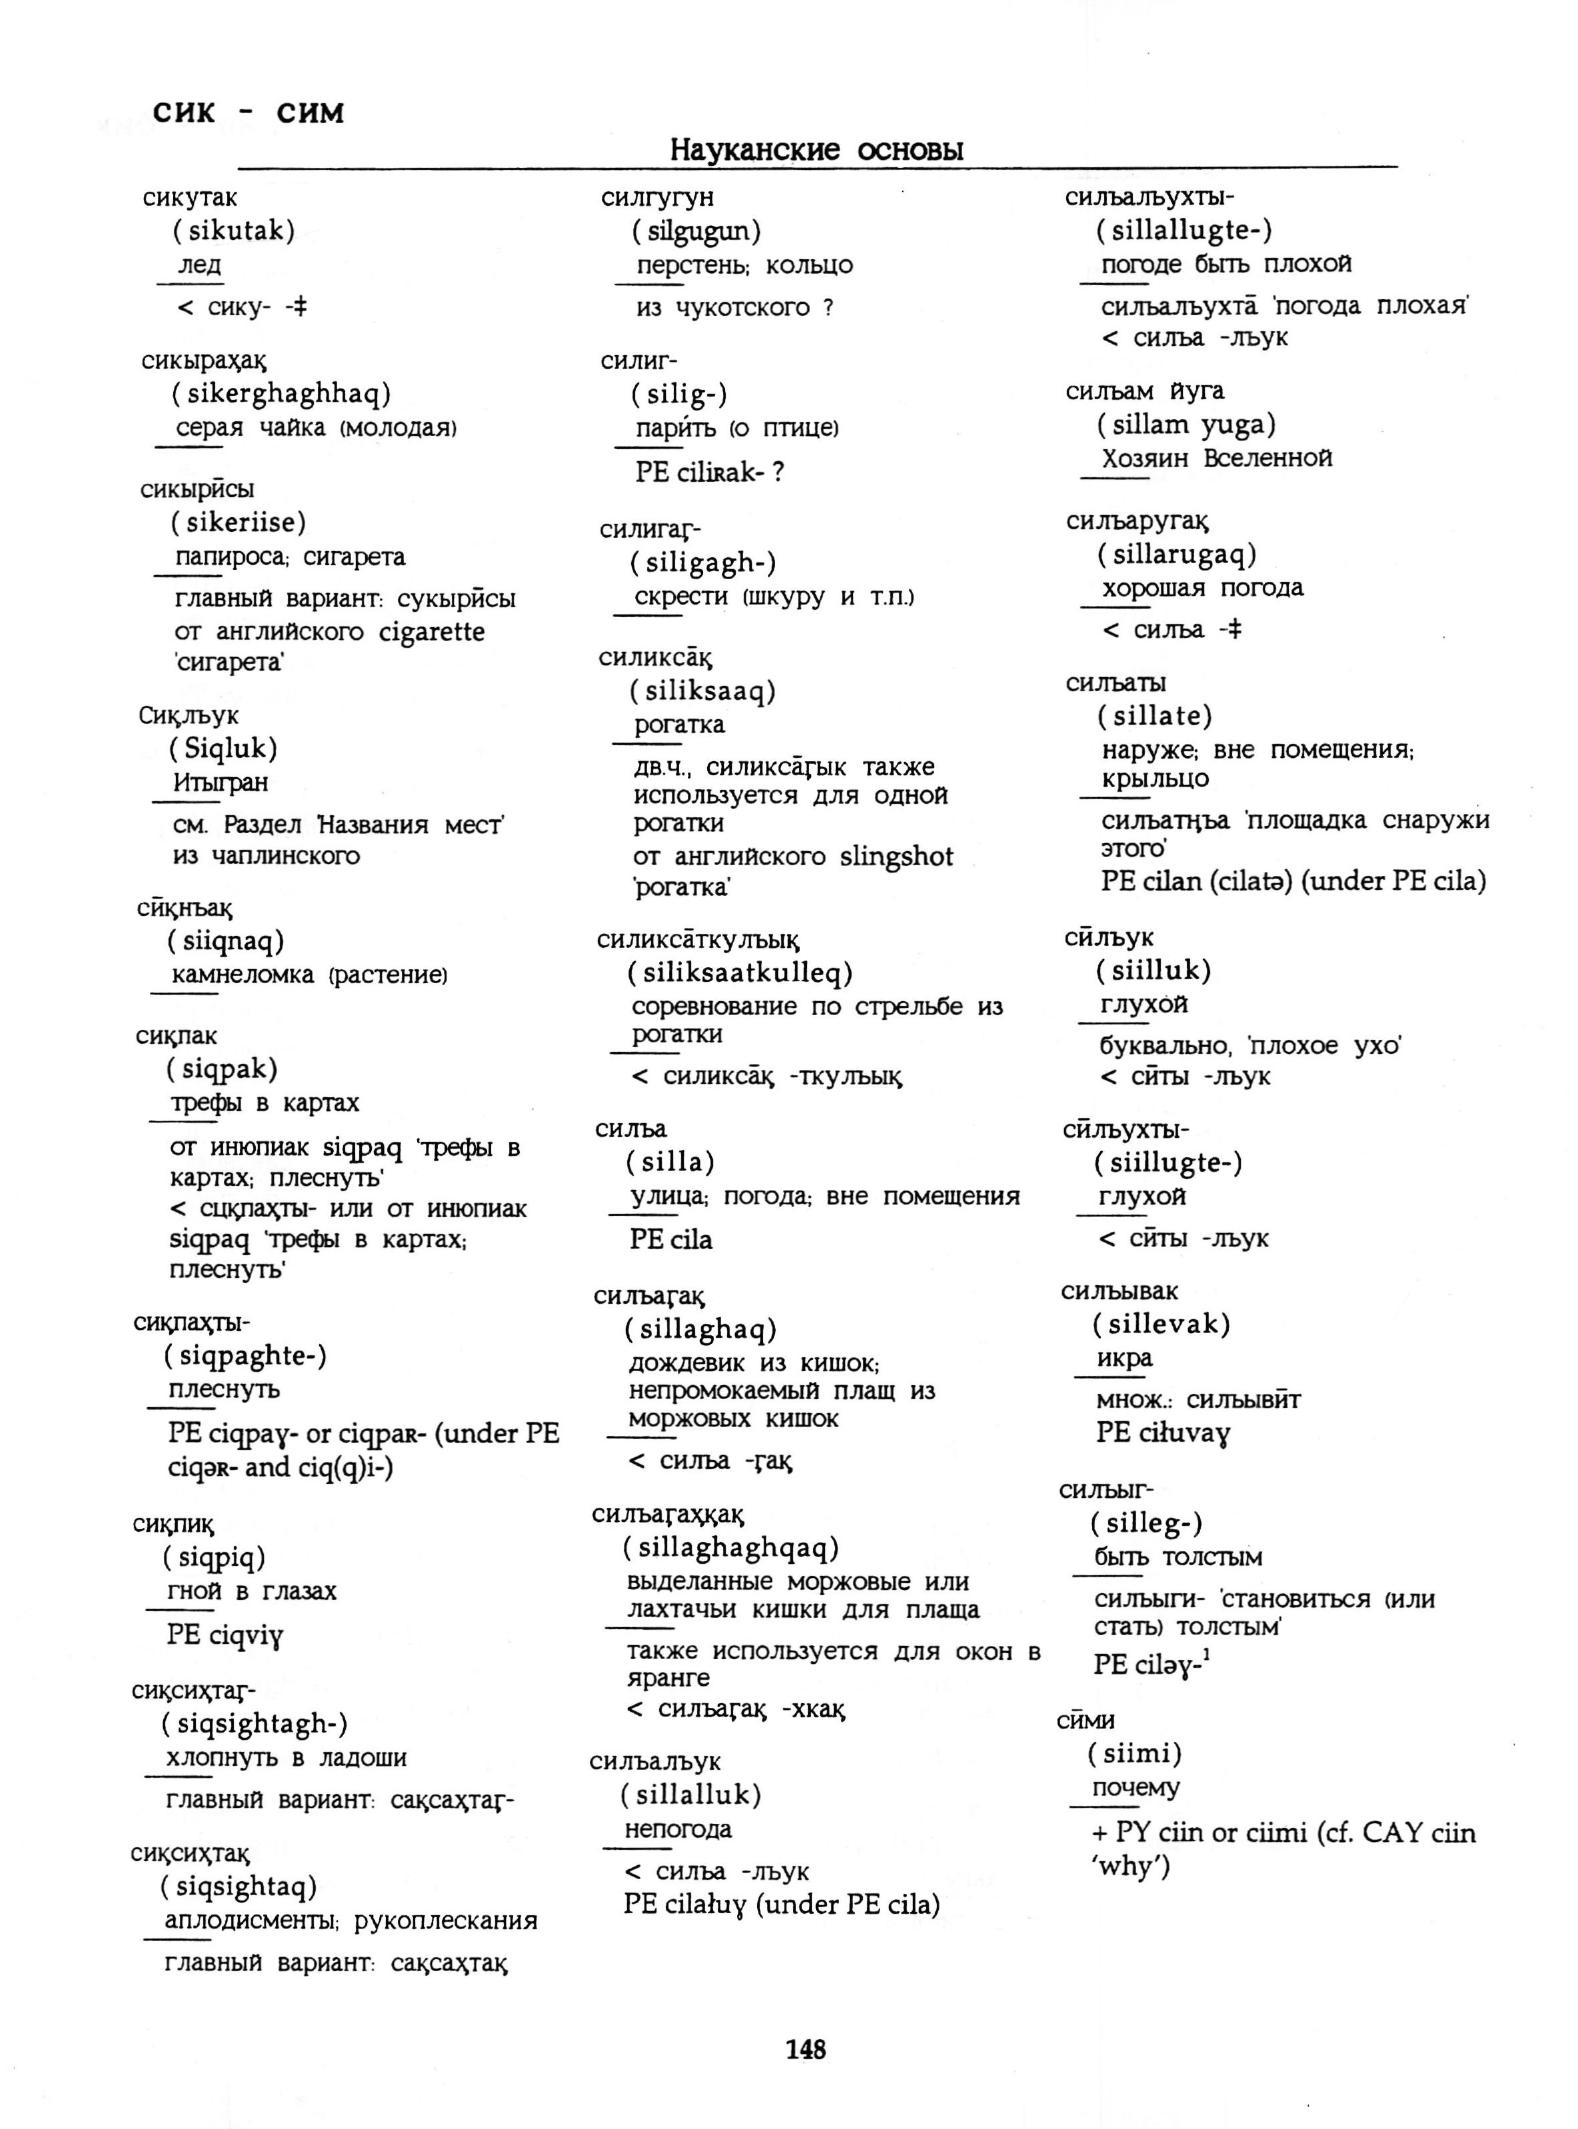 СИК - СИМ
Науканские основы
сикутак
(sikutak)
лед
< сику- -‡
сикыраӽақ
(sikerghaghhaq)
серая чайка (молодая)
сикырӣсы
(sikeriise)
папироса; сигарета
главный вариант: сукырӣсы
от английского cigarette
'сигарета'
Сиқлъук
(Siqluk)
Итыгран
см. Раздел 'Названия мест'
из чаплинского
сӣқнъақ
(siiqnaq)
камнеломка (растение)
сиқпак
(siqpak)
трефы в картах
от инюпиак siqpaq 'трефы в
картах; плеснуть'
< сцқпаӽты- или от инюпиак
siqpaq 'трефы в картах;
плеснуть'
сиқпаӽты-
(siqpaghte-)
плеснуть
PE ciqpaɣ- or ciqpaʀ- (under PE
ciqəʀ- and ciq(q)i-)
сиқпиқ
(siqpiq)
гной в глазах
PE ciqviɣ
сиқсиӽтаӷ-
(siqsightagh-)
хлопнуть в ладоши
главный вариант: сақсаӽтаӷ-
сиқсиӽтақ
(siqsightaq)
аплодисменты; рукоплескания
главный вариант: сақсаӽтақ
силгугун
(silgugun)
перстень; кольцо
из чукотского ?
силиг-
(silig-)
пари́ть (о птице)
PE ciliʀak- ?
силигаӷ-
(siligagh-)
скрести (шкуру и т.п.)
силикса̄қ
(siliksaaq)
рогатка
дв.ч., силикса̄ӷык также
используется для одной
рогатки
от английского slingshot
'рогатка'
силикса̄ткулъық
(siliksaatkulleq)
соревнование по стрельбе из
рогатки
< силикса̄қ -ткулъық
силъа
(silla)
улица; погода; вне помещения
PE cila
силъаӷақ
(sillaghaq)
дождевик из кишок;
непромокаемый плащ из
моржовых кишок
< силъа -ӷақ
силъаӷаӽқақ
(sillaghaghqaq)
выделанные моржовые или
лахтачьи кишки для плаща
также используется для окон в
яранге
< силъаӷақ -хкақ
силъалъук
(sillalluk)
непогода
< силъа -лъук
PE cilałuɣ (under PE cila)
силъалъухты-
(sillallugte-)
погоде быть плохой
силъалъухта̄ 'погода плохая'
< силъа -лъук
силъам йуга
(sillam yuga)
Хозяин Вселенной
силъаругақ
(sillarugaq)
хорошая погода
< силъа -‡
силъаты
(sillate)
наруже; вне помещения;
крыльцо
силъатңъа 'площадка снаружи
этого'
PE cilan (cilatə) (under PE cila)
сӣлъук
(siilluk)
глухой
буквально, 'плохое ухо'
< сӣты -лъук
сӣлъухты-
(siillugte-)
глухой
< сӣты -лъук
силъывак
(sillevak)
икра
множ.: силъывӣт
PE ciłuvaɣ
силъыг-
(silleg-)
быть толстым
силъыги- 'становиться (или
стать) толстым'
PE ciləɣ-¹
сӣми
(siimi)
почему
+ PY ciin or ciimi (cf. CAY ciin
'why')
148